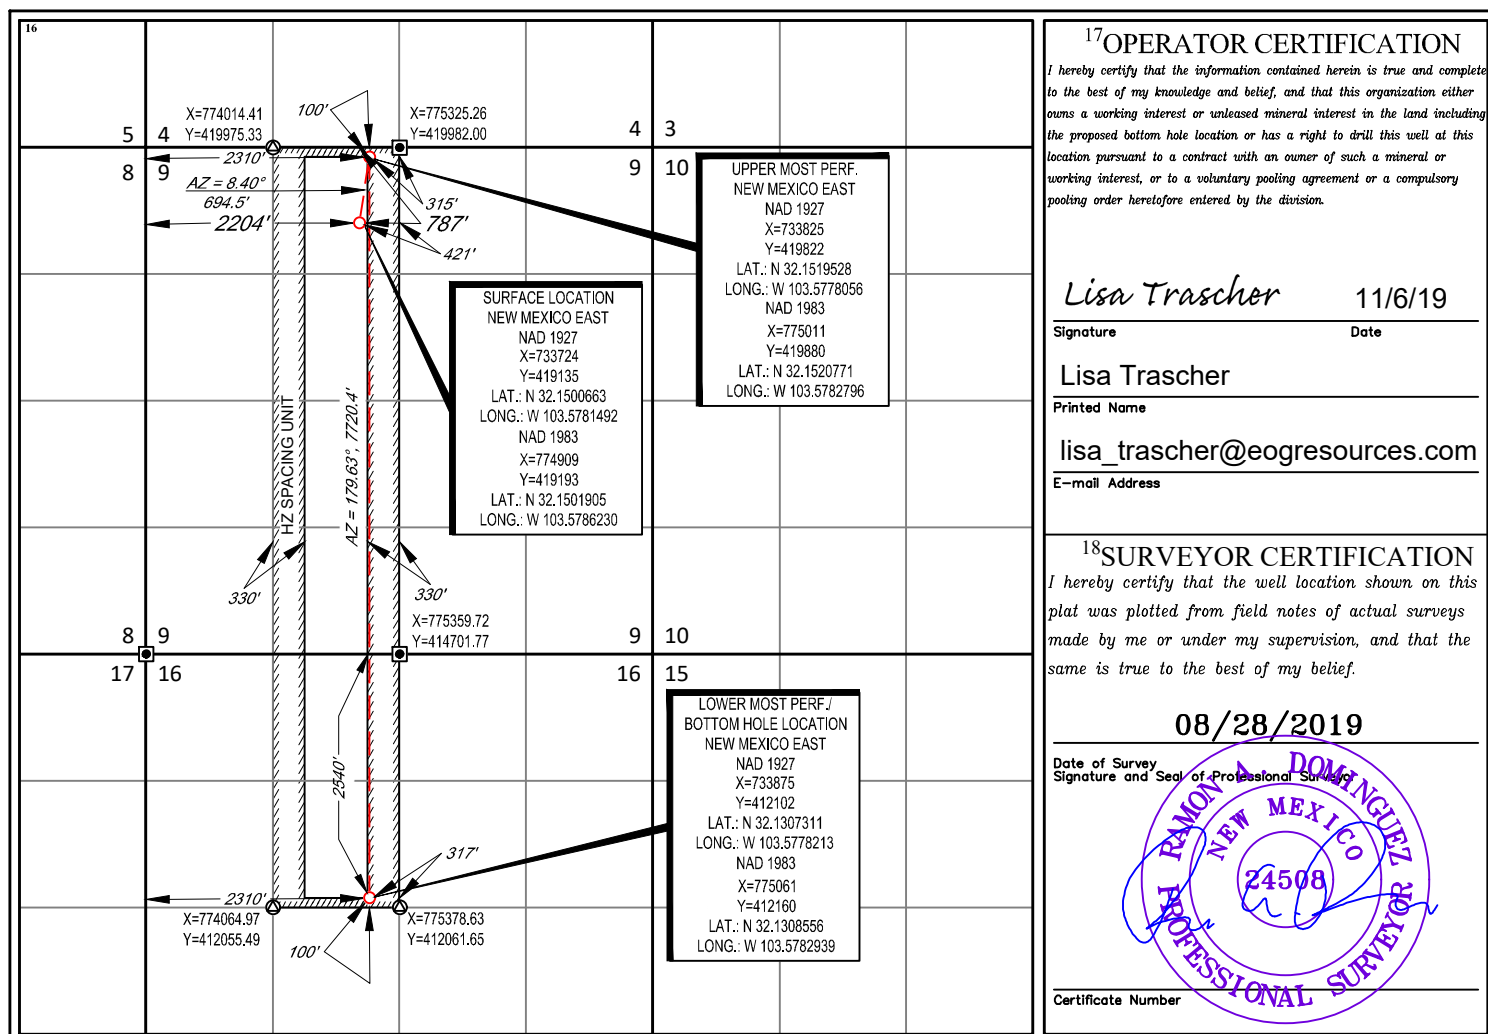 16
X=774014.41
Y=419975.33
100'
X=775325.26
Y=419982.00
5 4
8 9
4 3
9 10
2310'
AZ = 8.40°
694.5'
2204'
315'
787'
421'
UPPER MOST PERF.
NEW MEXICO EAST
NAD 1927
X=733825
Y=419822
LAT.: N 32.1519528
LONG.: W 103.5778056
NAD 1983
X=775011
Y=419880
LAT.: N 32.1520771
LONG.: W 103.5782796
SURFACE LOCATION
NEW MEXICO EAST
NAD 1927
X=733724
Y=419135
LAT.: N 32.1500663
LONG.: W 103.5781492
NAD 1983
X=774909
Y=419193
LAT.: N 32.1501905
LONG.: W 103.5786230
HZ SPACING UNIT
AZ = 179.63°, 7720.4'
330'
330'
X=775359.72
Y=414701.77
8 9
17 16
9 10
16 15
2540'
LOWER MOST PERF./
BOTTOM HOLE LOCATION
NEW MEXICO EAST
NAD 1927
X=733875
Y=412102
LAT.: N 32.1307311
LONG.: W 103.5778213
NAD 1983
X=775061
Y=412160
LAT.: N 32.1308556
LONG.: W 103.5782939
317'
2310'
X=774064.97
Y=412055.49
100'
X=775378.63
Y=412061.65
17OPERATOR CERTIFICATION
I hereby certify that the information contained herein is true and complete
to the best of my knowledge and belief, and that this organization either
owns a working interest or unleased mineral interest in the land including
the proposed bottom hole location or has a right to drill this well at this
location pursuant to a contract with an owner of such a mineral or
working interest, or to a voluntary pooling agreement or a compulsory
pooling order heretofore entered by the division.
Lisa Trascher 11/6/19
Signature Date
Lisa Trascher
Printed Name
lisa_trascher@eogresources.com
E-mail Address
18SURVEYOR CERTIFICATION
I hereby certify that the well location shown on this
plat was plotted from field notes of actual surveys
made by me or under my supervision, and that the
same is true to the best of my belief.
08/28/2019
Date of Survey
Signature and Seal of Professional Surveyor
RAMON A. DOMINGUEZ
NEW MEXICO
24508
PROFESSIONAL SURVEYOR
Certificate Number